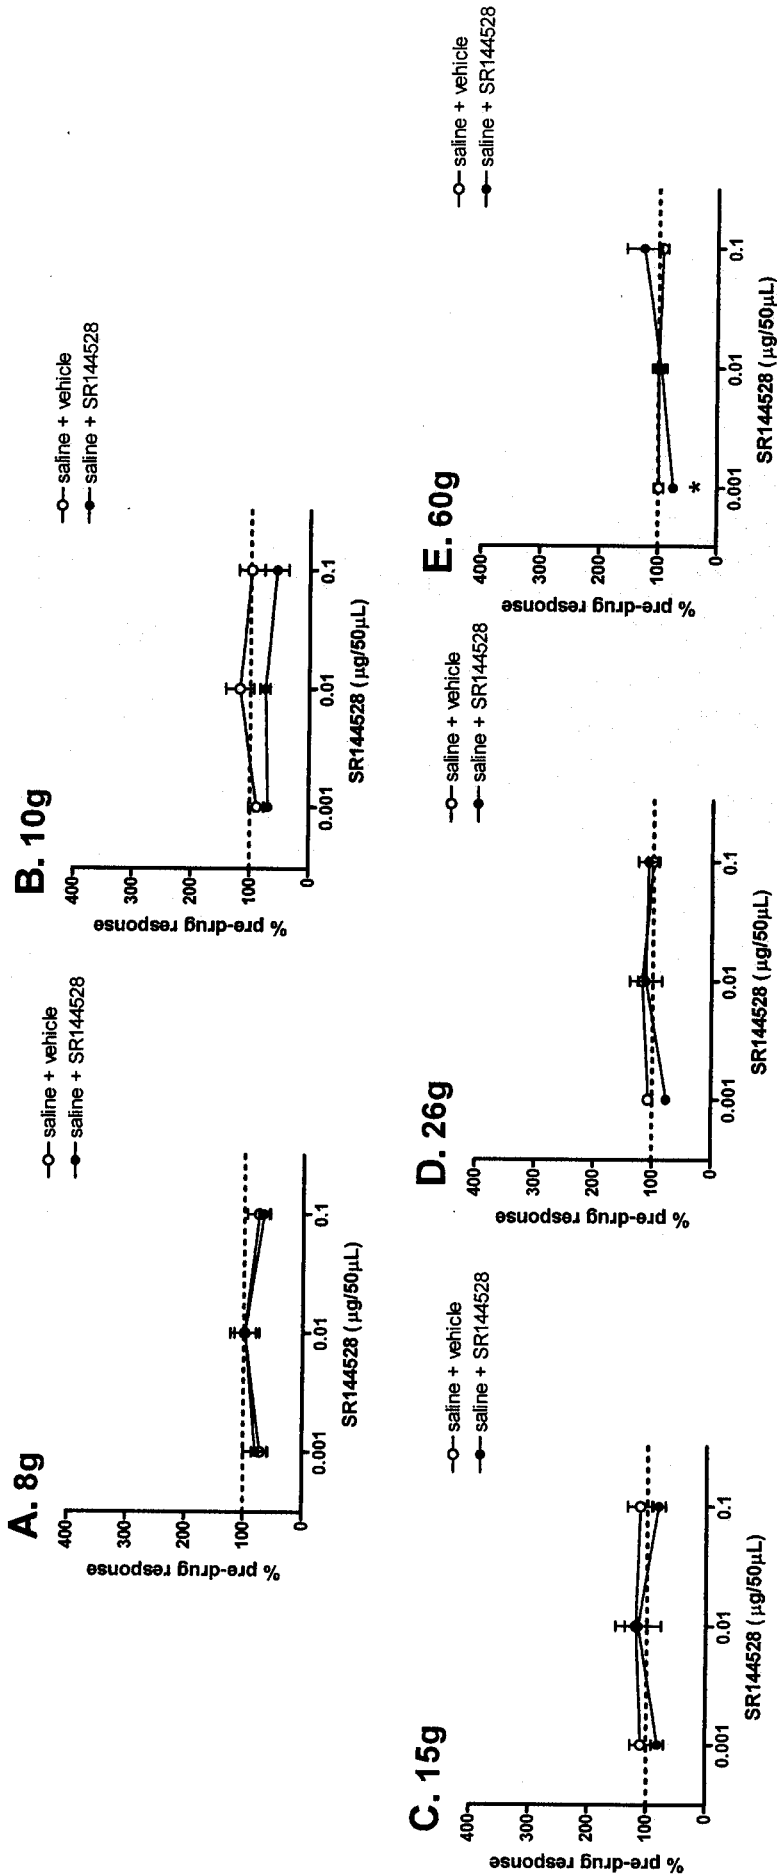 A. 8g
—○— saline + vehicle
—●— saline + SR144528
% pre-drug response
400
300
200
100
0
0.001 0.01 0.1
SR144528 (µg/50µL)
B. 10g
—○— saline + vehicle
—●— saline + SR144528
% pre-drug response
400
300
200
100
0
0.001 0.01 0.1
SR144528 (µg/50µL)
C. 15g
—○— saline + vehicle
—●— saline + SR144528
% pre-drug response
400
300
200
100
0
0.001 0.01 0.1
SR144528 (µg/50µL)
D. 26g
—○— saline + vehicle
—●— saline + SR144528
% pre-drug response
400
300
200
100
0
0.001 0.01 0.1
SR144528 (µg/50µL)
E. 60g
—○— saline + vehicle
—●— saline + SR144528
% pre-drug response
400
300
200
100
0
*
0.001 0.01 0.1
SR144528 (µg/50µL)